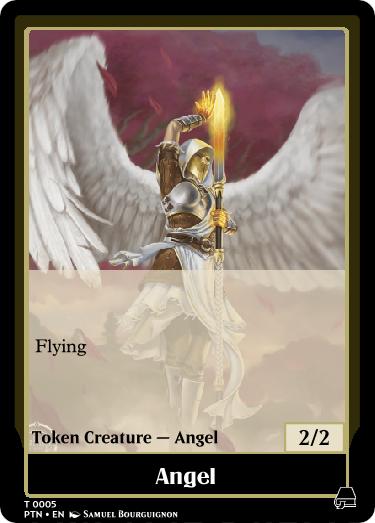 Flying
Token Creature — Angel
2/2
Angel
T 0005
PTN • EN Samuel Bourguignon